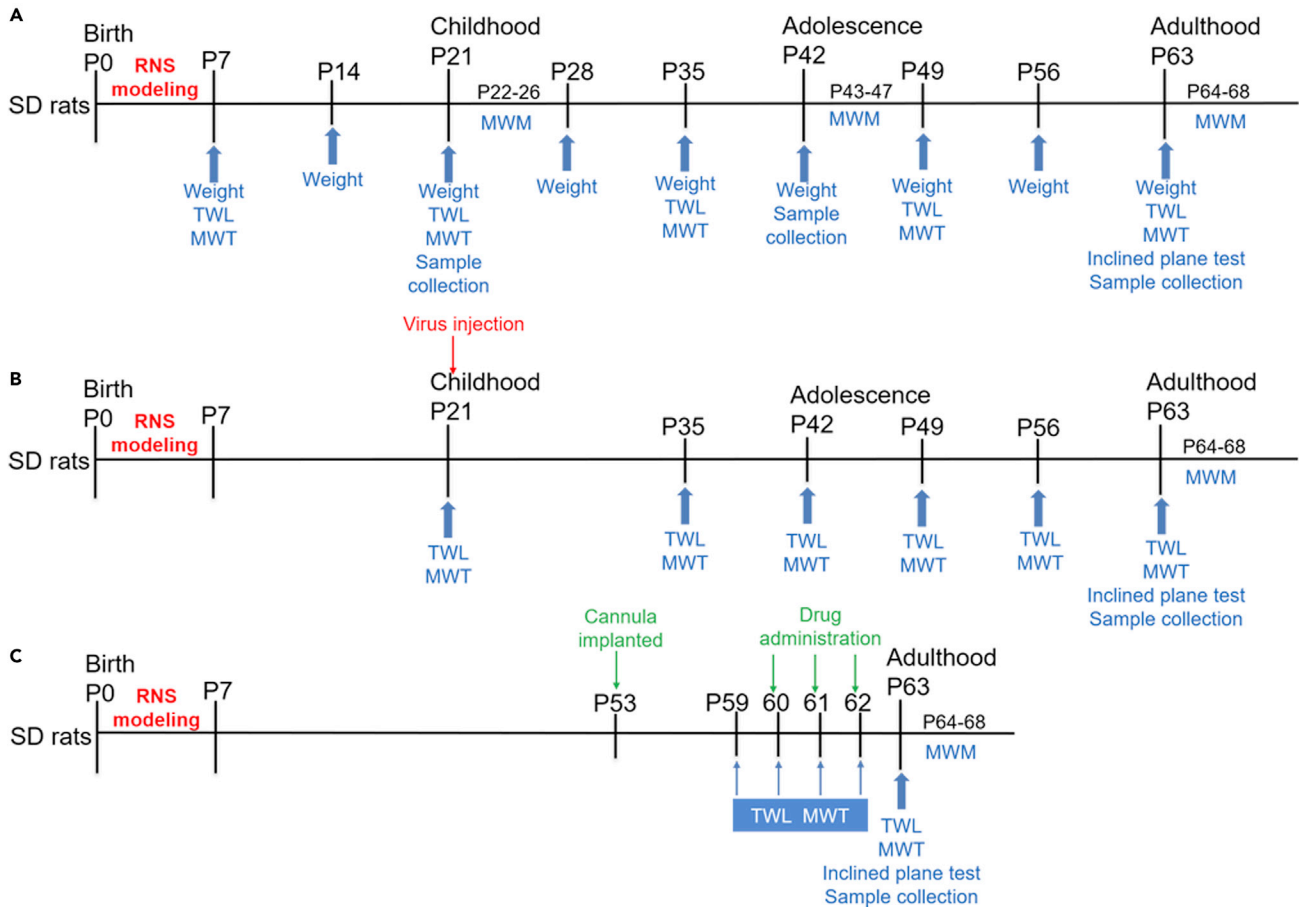 A
Birth
P0
RNS
modeling
P7
P14
Childhood
P21
P22-26
MWM
P28
P35
Adolescence
P42
P43-47
MWM
P49
P56
Adulthood
P63
P64-68
MWM
SD rats
Weight
TWL
MWT
Weight
Weight
TWL
MWT
Sample
collection
Weight
Weight
TWL
MWT
Weight
Sample
collection
Weight
TWL
MWT
Weight
Weight
TWL
MWT
Inclined plane test
Sample collection
Virus injection
B
Birth
P0
RNS
modeling
P7
Childhood
P21
P35
Adolescence
P42
P49
P56
Adulthood
P63
P64-68
MWM
SD rats
TWL
MWT
TWL
MWT
TWL
MWT
TWL
MWT
TWL
MWT
TWL
MWT
Inclined plane test
Sample collection
Cannula
implanted
Drug
administration
C
Birth
P0
RNS
modeling
P7
P53
P59
60
61
62
Adulthood
P63
P64-68
MWM
SD rats
TWL MWT
TWL
MWT
Inclined plane test
Sample collection